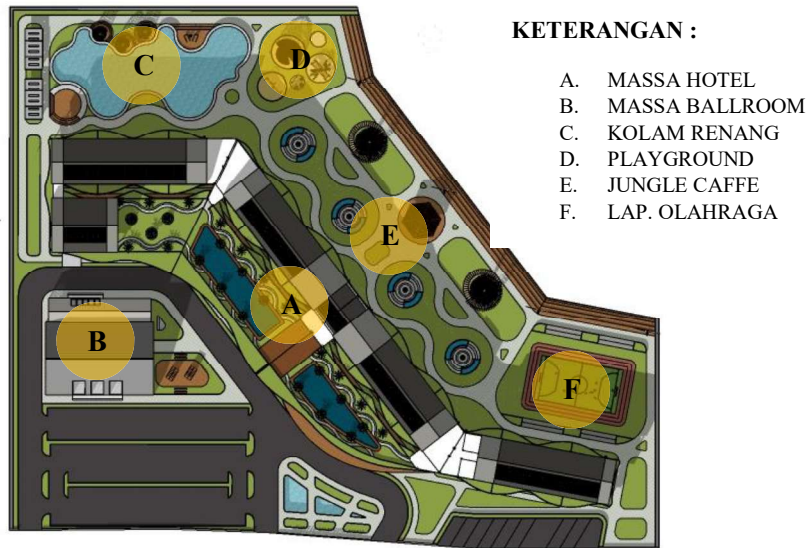 KETERANGAN :
A. MASSA HOTEL
B. MASSA BALLROOM
C. KOLAM RENANG
D. PLAYGROUND
E. JUNGLE CAFFE
F. LAP. OLAHRAGA
C
D
E
A
B
F